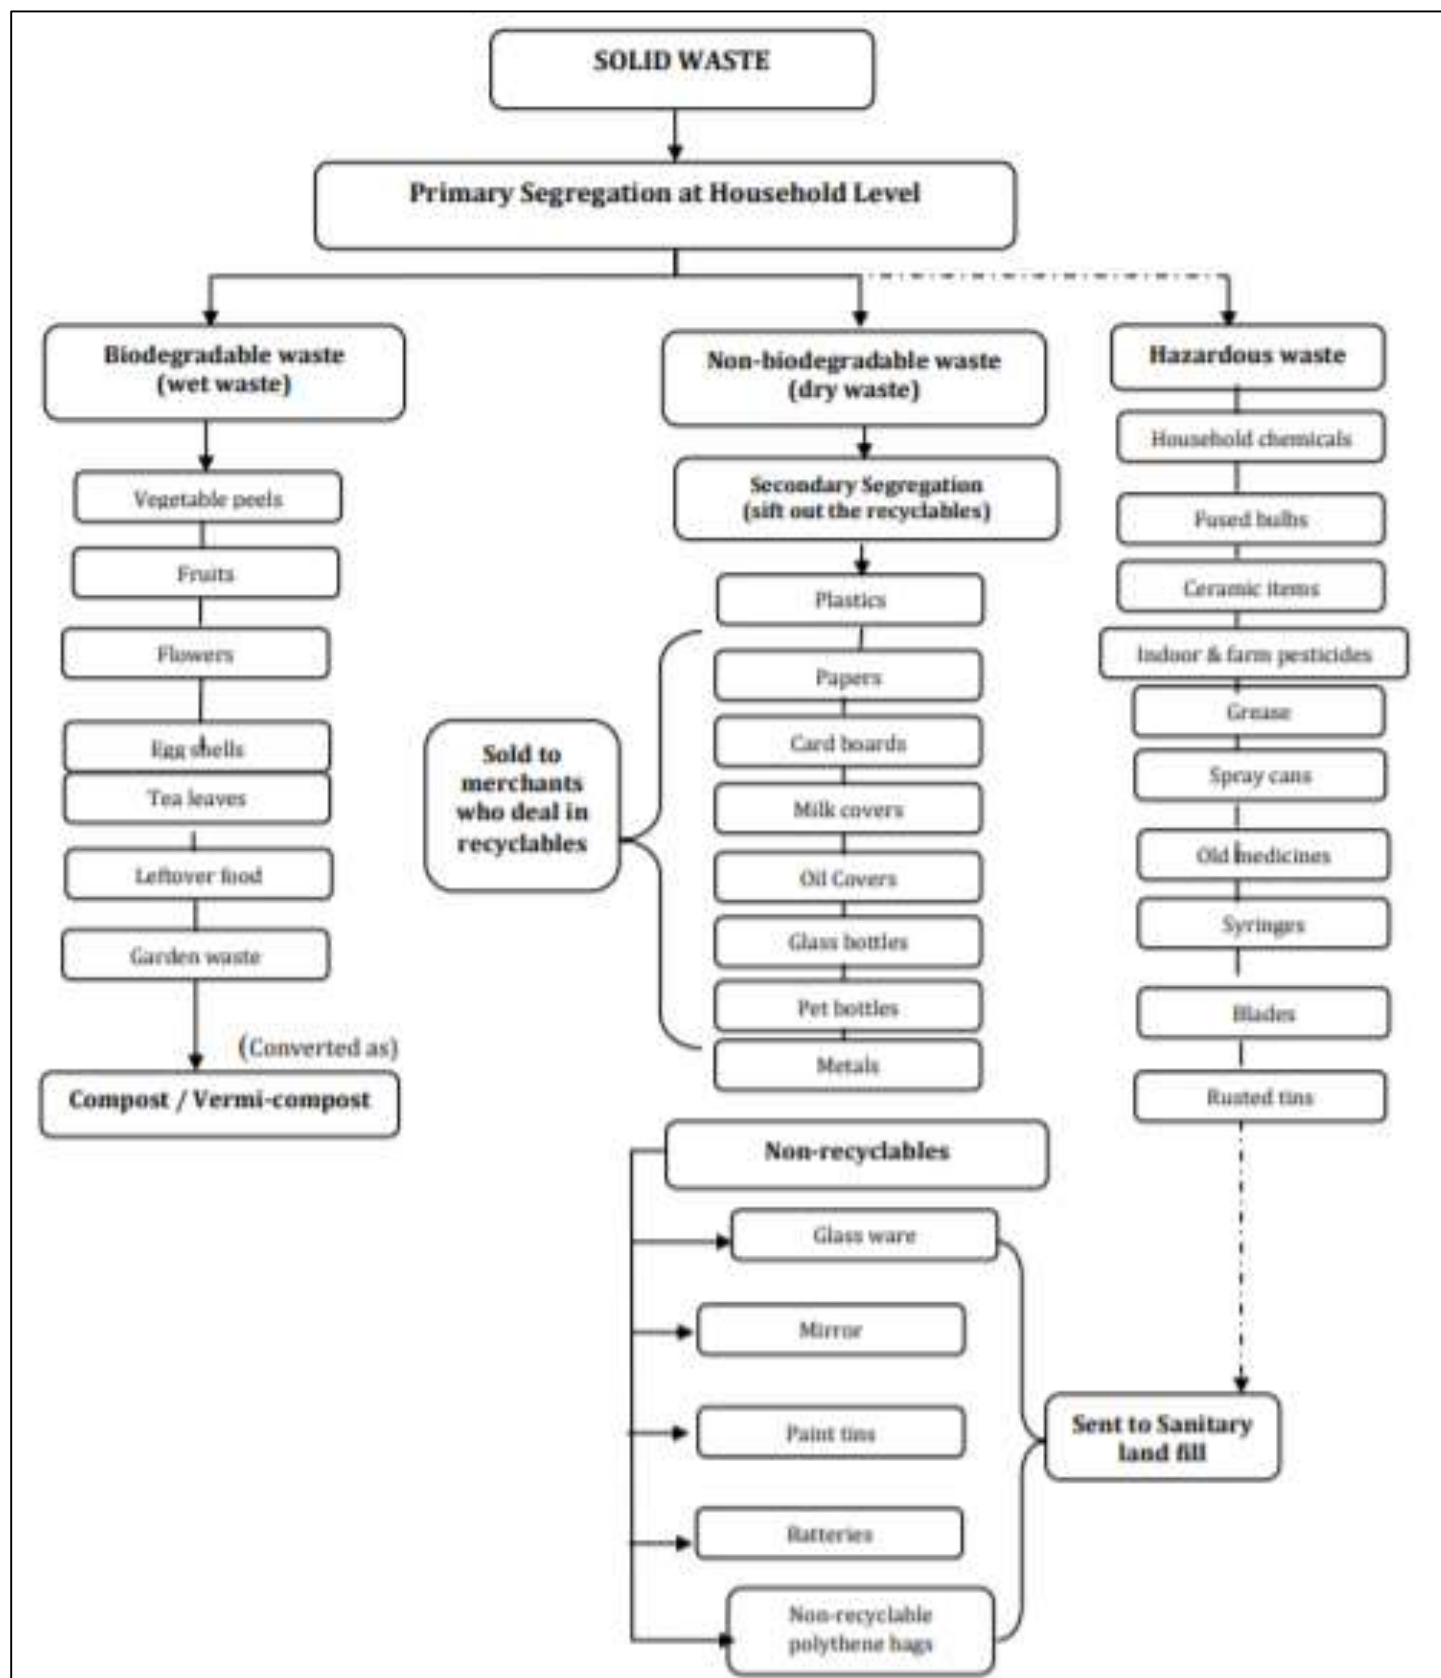 SOLID WASTE
Primary Segregation at Household Level
Biodegradable waste
(wet waste)
Vegetable peels
Fruits
Flowers
Egg shells
Tea leaves
Leftover food
Garden waste
(Converted as)
Compost / Vermi-compost
Non-biodegradable waste
(dry waste)
Secondary Segregation
(sift out the recyclables)
Plastics
Papers
Card boards
Milk covers
Oil Covers
Glass bottles
Pet bottles
Metals
Sold to
merchants
who deal in
recyclables
Non-recyclables
Glass ware
Mirror
Paint tins
Batteries
Non-recyclable
polythene bags
Hazardous waste
Household chemicals
Fused bulbs
Ceramic items
Indoor & farm pesticides
Grease
Spray cans
Old medicines
Syringes
Blades
Rusted tins
Sent to Sanitary
land fill